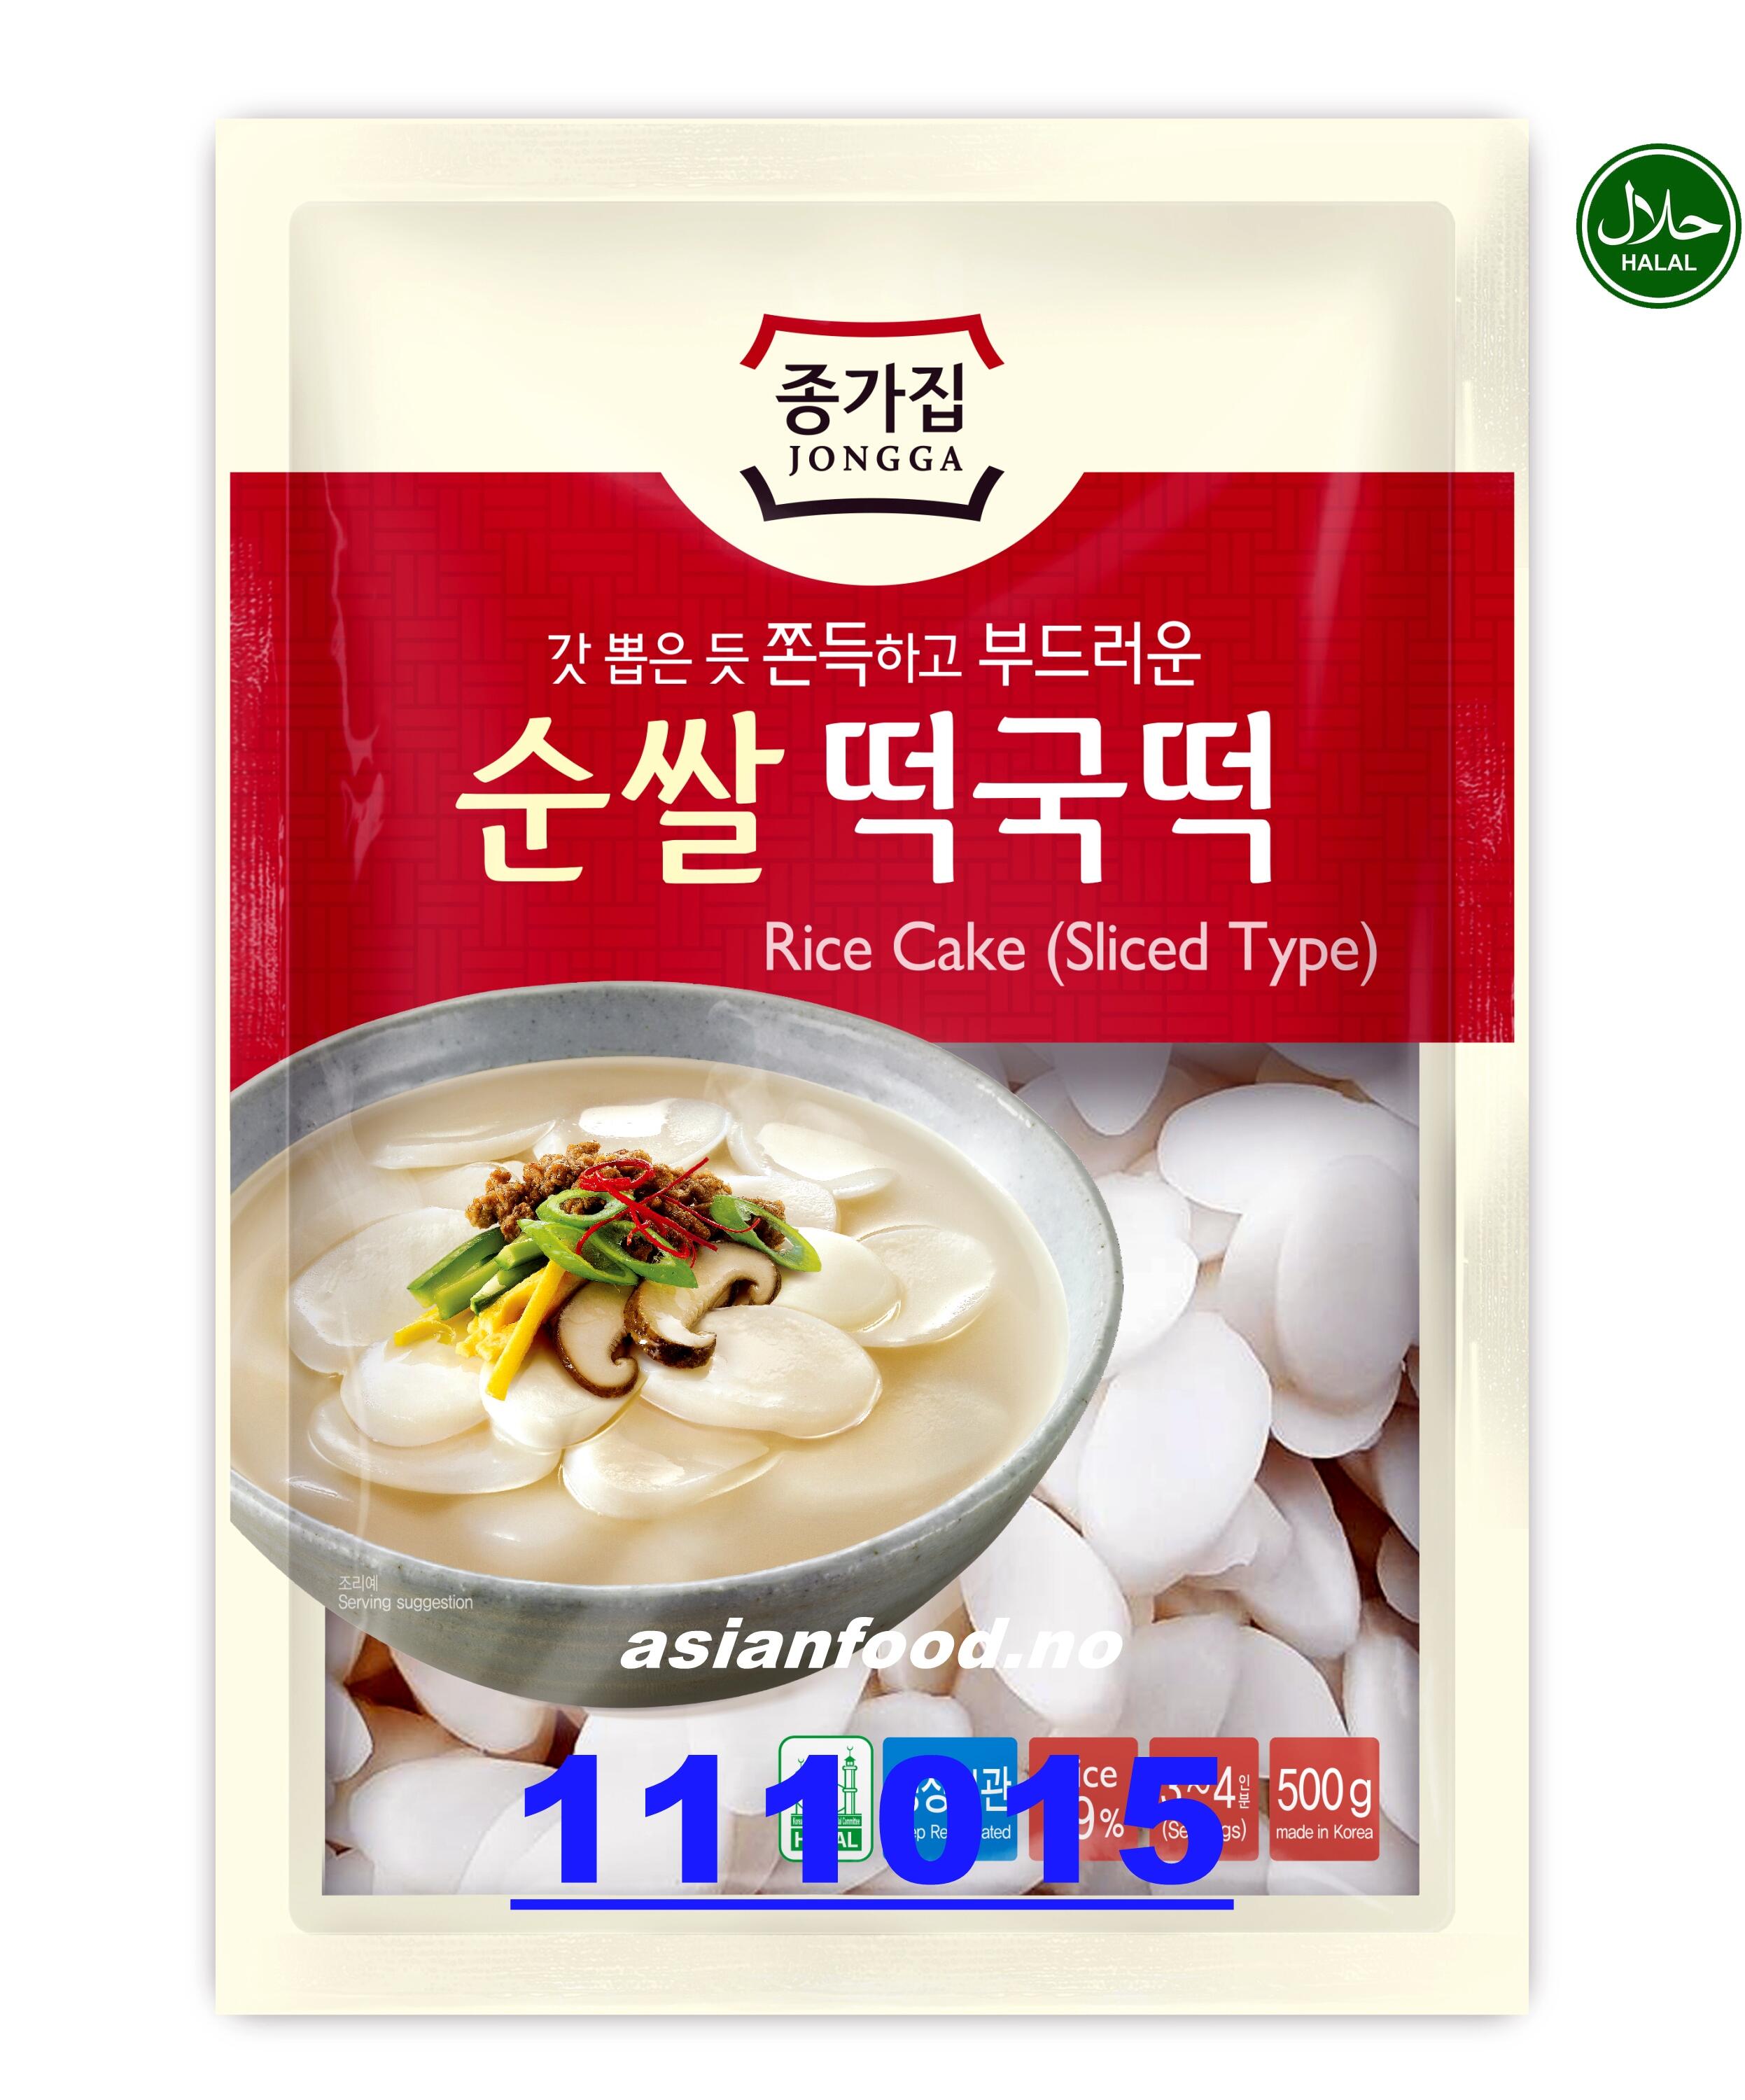 حلال
HALAL
종가집
JONGGA
갓 뽑은 듯 쫀득하고 부드러운
순쌀 떡국떡
Rice Cake (Sliced Type)
조리예
Serving suggestion
asianfood.no
500g
made in Korea
111015